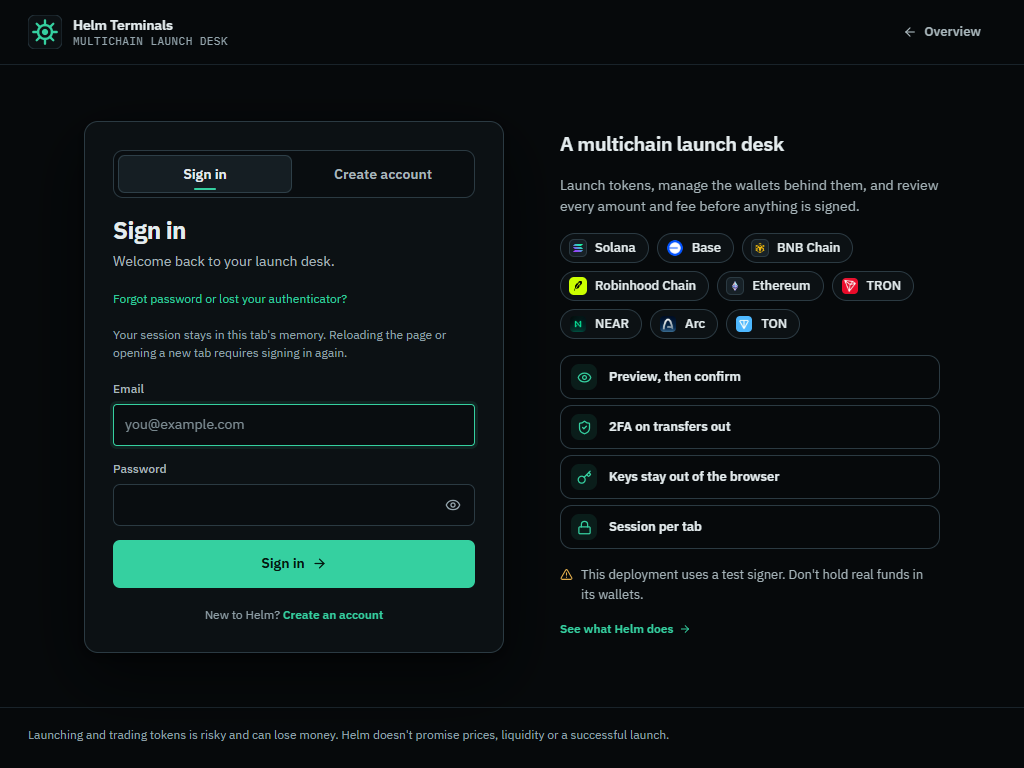 Helm Terminals
MULTICHAIN LAUNCH DESK
Overview
Sign in
Create account
Sign in
Welcome back to your launch desk.
Forgot password or lost your authenticator?
Your session stays in this tab's memory. Reloading the page or
opening a new tab requires signing in again.
Email
you@example.com
Password
Sign in
New to Helm? Create an account
A multichain launch desk
Launch tokens, manage the wallets behind them, and review
every amount and fee before anything is signed.
Solana
Base
BNB Chain
Robinhood Chain
Ethereum
TRON
NEAR
Arc
TON
Preview, then confirm
2FA on transfers out
Keys stay out of the browser
Session per tab
This deployment uses a test signer. Don't hold real funds in
its wallets.
See what Helm does
Launching and trading tokens is risky and can lose money. Helm doesn't promise prices, liquidity or a successful launch.